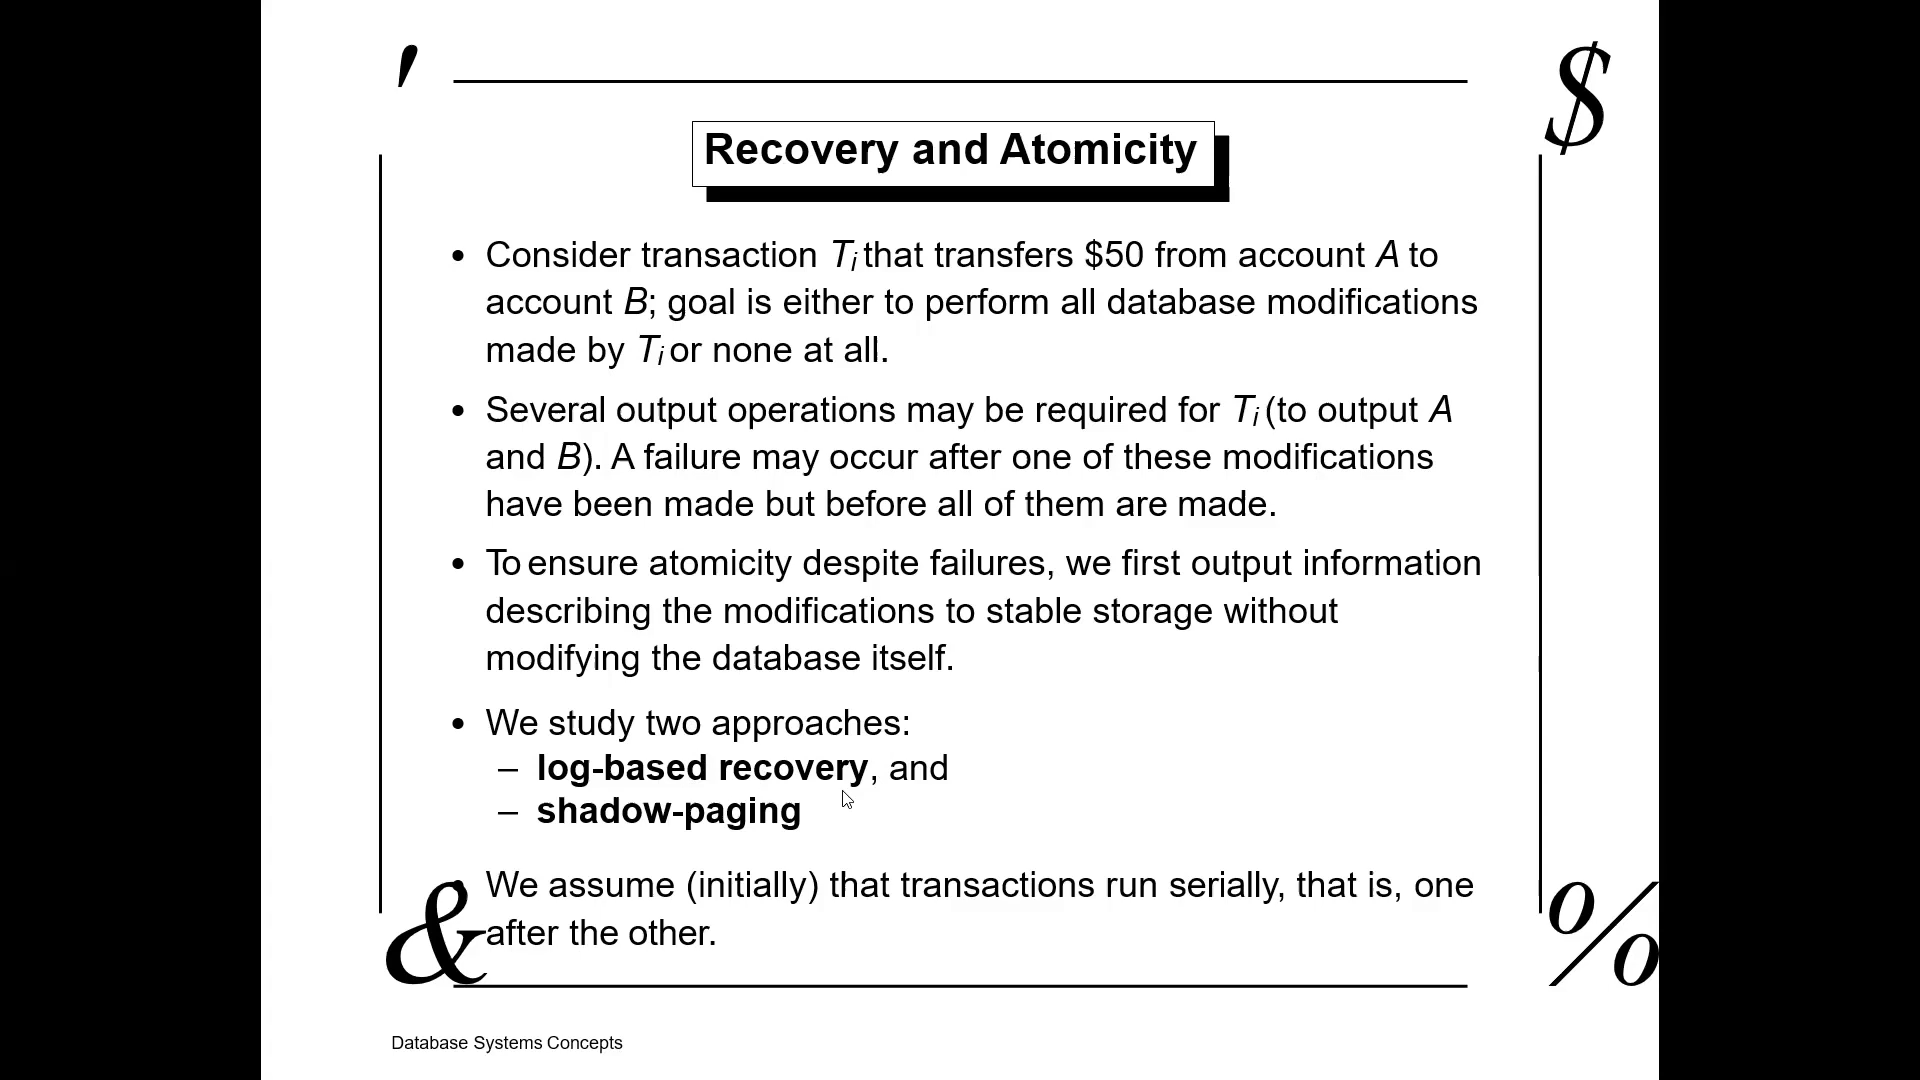 ' $
Recovery and Atomicity
• Consider transaction Ti that transfers $50 from account A to
account B; goal is either to perform all database modifications
made by Ti or none at all.
• Several output operations may be required for Ti (to output A
and B). A failure may occur after one of these modifications
have been made but before all of them are made.
• To ensure atomicity despite failures, we first output information
describing the modifications to stable storage without
modifying the database itself.
• We study two approaches:
– log-based recovery, and
– shadow-paging
• We assume (initially) that transactions run serially, that is, one
after the other.
& %
Database Systems Concepts